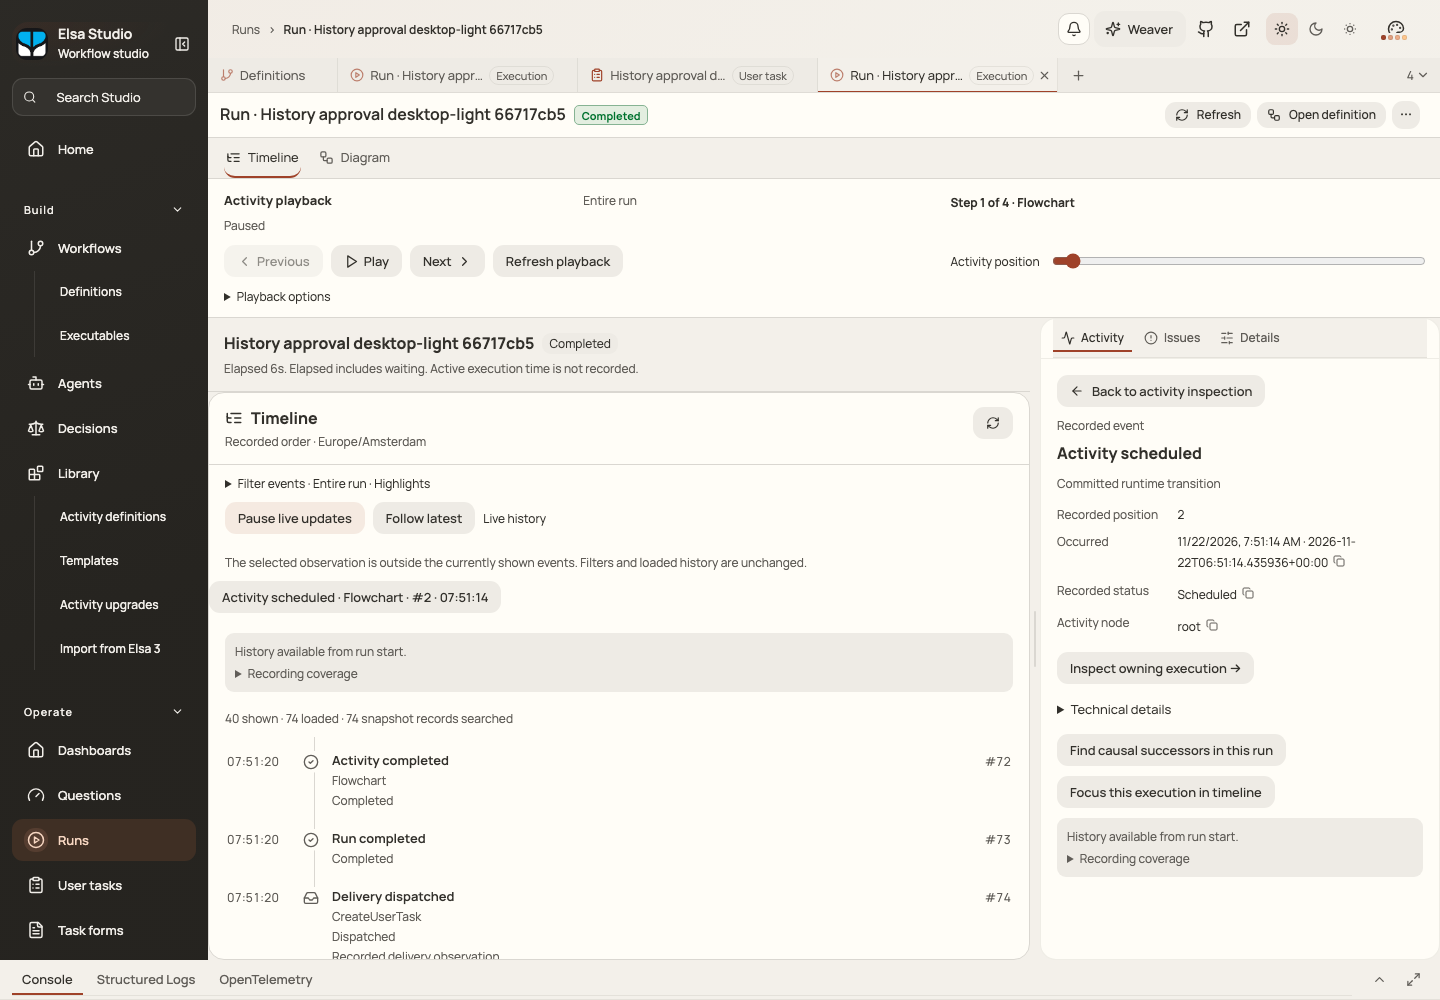 Elsa Studio
Workflow studio
Search Studio
Home
Build
Workflows
Definitions
Executables
Agents
Decisions
Library
Activity definitions
Templates
Activity upgrades
Import from Elsa 3
Operate
Dashboards
Questions
Runs
User tasks
Task forms
Runs › Run · History approval desktop-light 66717cb5
Weaver
Definitions
Run · History appr... Execution
History approval d... User task
Run · History appr... Execution
4
Run · History approval desktop-light 66717cb5 Completed
Refresh
Open definition
Timeline
Diagram
Activity playback
Entire run
Step 1 of 4 · Flowchart
Paused
Previous
Play
Next
Refresh playback
Activity position
Playback options
History approval desktop-light 66717cb5 Completed
Elapsed 6s. Elapsed includes waiting. Active execution time is not recorded.
Timeline
Recorded order · Europe/Amsterdam
Filter events · Entire run · Highlights
Pause live updates
Follow latest
Live history
The selected observation is outside the currently shown events. Filters and loaded history are unchanged.
Activity scheduled · Flowchart · #2 · 07:51:14
History available from run start.
Recording coverage
40 shown · 74 loaded · 74 snapshot records searched
07:51:20 Activity completed #72
Flowchart
Completed
07:51:20 Run completed #73
Completed
07:51:20 Delivery dispatched #74
CreateUserTask
Dispatched
Recorded delivery observation
Activity
Issues
Details
Back to activity inspection
Recorded event
Activity scheduled
Committed runtime transition
Recorded position 2
Occurred 11/22/2026, 7:51:14 AM · 2026-11-
22T06:51:14.435936+00:00
Recorded status Scheduled
Activity node root
Inspect owning execution →
Technical details
Find causal successors in this run
Focus this execution in timeline
History available from run start.
Recording coverage
Console
Structured Logs
OpenTelemetry